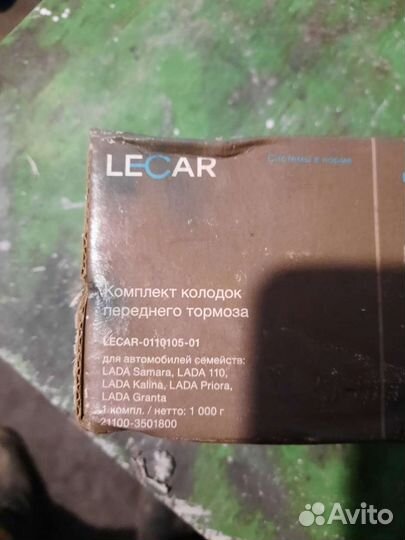 LECAR
Системы в норме
Комплект колодок
переднего тормоза
LECAR-0110105-01
для автомобилей семейств:
LADA Samara, LADA 110,
LADA Kalina, LADA Priora,
LADA Granta
1 компл. / нетто: 1 000 г
21100-3501800
Avito